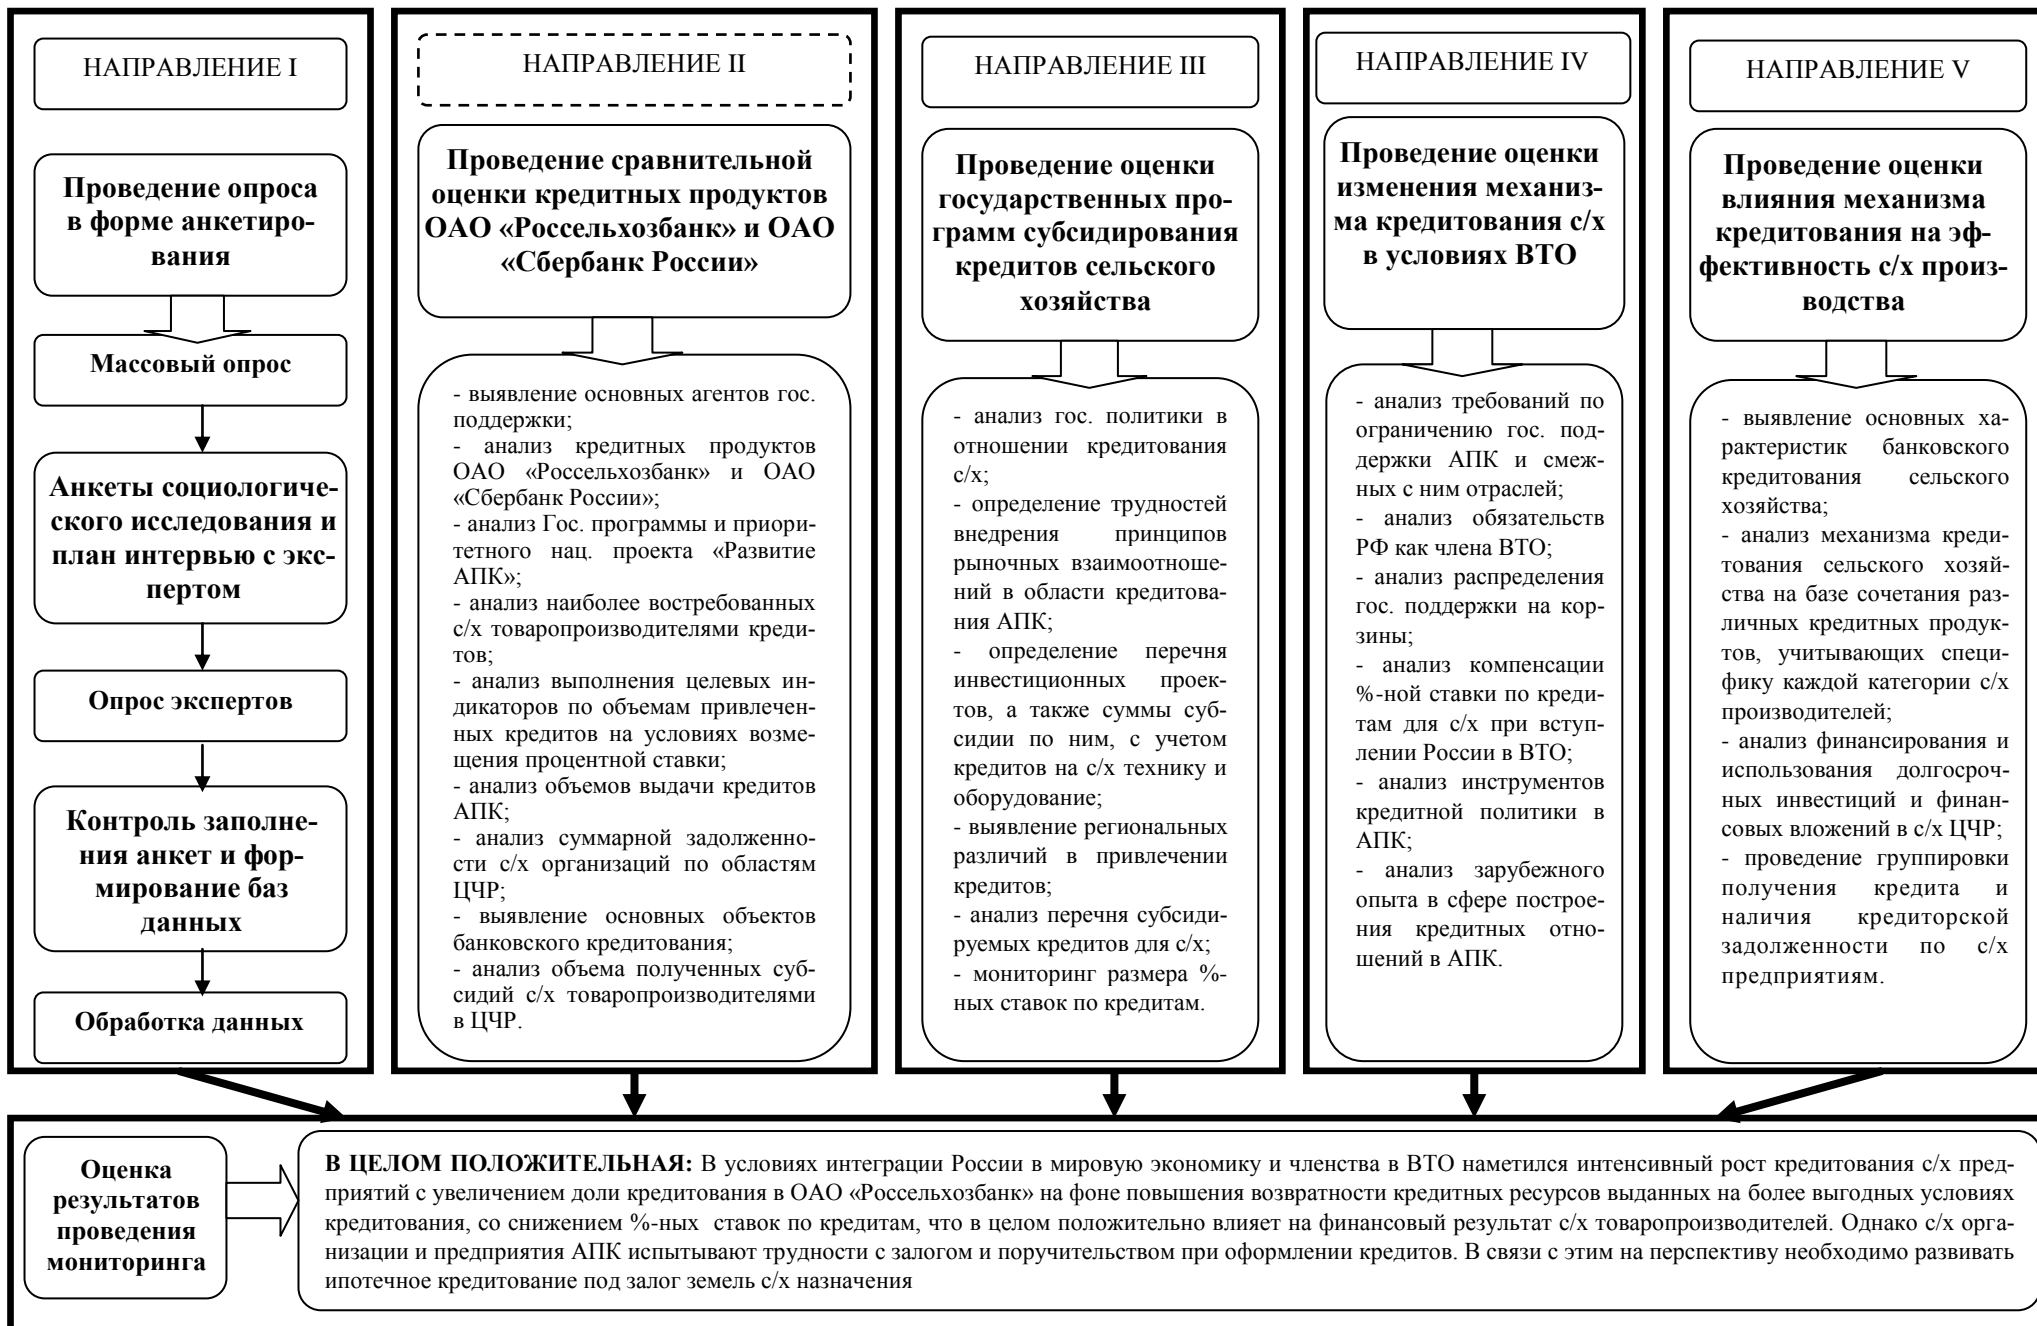 НАПРАВЛЕНИЕ I
Проведение опроса
в форме анкетиро-
вания
Массовый опрос
Анкеты социологиче-
ского исследования и
план интервью с экс-
пертом
Опрос экспертов
Контроль заполне-
ния анкет и фор-
мирование баз
данных
Обработка данных
НАПРАВЛЕНИЕ II
Проведение сравнительной
оценки кредитных продуктов
ОАО «Россельхозбанк» и ОАО
«Сбербанк России»
- выявление основных агентов гос.
поддержки;
- анализ кредитных продуктов
ОАО «Россельхозбанк» и ОАО
«Сбербанк России»;
- анализ Гос. программы и приори-
тетного нац. проекта «Развитие
АПК»;
- анализ наиболее востребованных
с/х товаропроизводителями креди-
тов;
- анализ выполнения целевых ин-
дикаторов по объемам привлечен-
ных кредитов на условиях возме-
щения процентной ставки;
- анализ объемов выдачи кредитов
АПК;
- анализ суммарной задолженно-
сти с/х организаций по областям
ЦЧР;
- выявление основных объектов
банковского кредитования;
- анализ объема полученных суб-
сидий с/х товаропроизводителями
в ЦЧР.
НАПРАВЛЕНИЕ III
Проведение оценки
государственных про-
грамм субсидирования
кредитов сельского
хозяйства
- анализ гос. политики в
отношении кредитования
с/х;
- определение трудностей
внедрения принципов
рыночных взаимоотноше-
ний в области кредитова-
ния АПК;
- определение перечня
инвестиционных проек-
тов, а также суммы суб-
сидии по ним, с учетом
кредитов на с/х технику и
оборудование;
- выявление региональных
различий в привлечении
кредитов;
- анализ перечня субсиди-
руемых кредитов для с/х;
- мониторинг размера %-
ных ставок по кредитам.
НАПРАВЛЕНИЕ IV
Проведение оценки
изменения механиз-
ма кредитования с/х
в условиях ВТО
- анализ требований по
ограничению гос. под-
держки АПК и смеж-
ных с ним отраслей;
- анализ обязательств
РФ как члена ВТО;
- анализ распределения
гос. поддержки на кор-
зины;
- анализ компенсации
%-ной ставки по креди-
там для с/х при вступ-
лении России в ВТО;
- анализ инструментов
кредитной политики в
АПК;
- анализ зарубежного
опыта в сфере построе-
ния кредитных отно-
шений в АПК.
НАПРАВЛЕНИЕ V
Проведение оценки
влияния механизма
кредитования на эф-
фективность с/х произ-
водства
- выявление основных ха-
рактеристик банковского
кредитования сельского
хозяйства;
- анализ механизма креди-
тования сельского хозяй-
ства на базе сочетания раз-
личных кредитных продук-
тов, учитывающих специ-
фику каждой категории с/х
производителей;
- анализ финансирования и
использования долгосроч-
ных инвестиций и финан-
совых вложений в с/х ЦЧР;
- проведение группировки
получения кредита и
наличия кредиторской
задолженности по с/х
предприятиям.
Оценка
результатов
проведения
мониторинга
В ЦЕЛОМ ПОЛОЖИТЕЛЬНАЯ: В условиях интеграции России в мировую экономику и членства в ВТО наметился интенсивный рост кредитования с/х пред-
приятий с увеличением доли кредитования в ОАО «Россельхозбанк» на фоне повышения возвратности кредитных ресурсов выданных на более выгодных условиях
кредитования, со снижением %-ных ставок по кредитам, что в целом положительно влияет на финансовый результат с/х товаропроизводителей. Однако с/х орга-
низации и предприятия АПК испытывают трудности с залогом и поручительством при оформлении кредитов. В связи с этим на перспективу необходимо развивать
ипотечное кредитование под залог земель с/х назначения